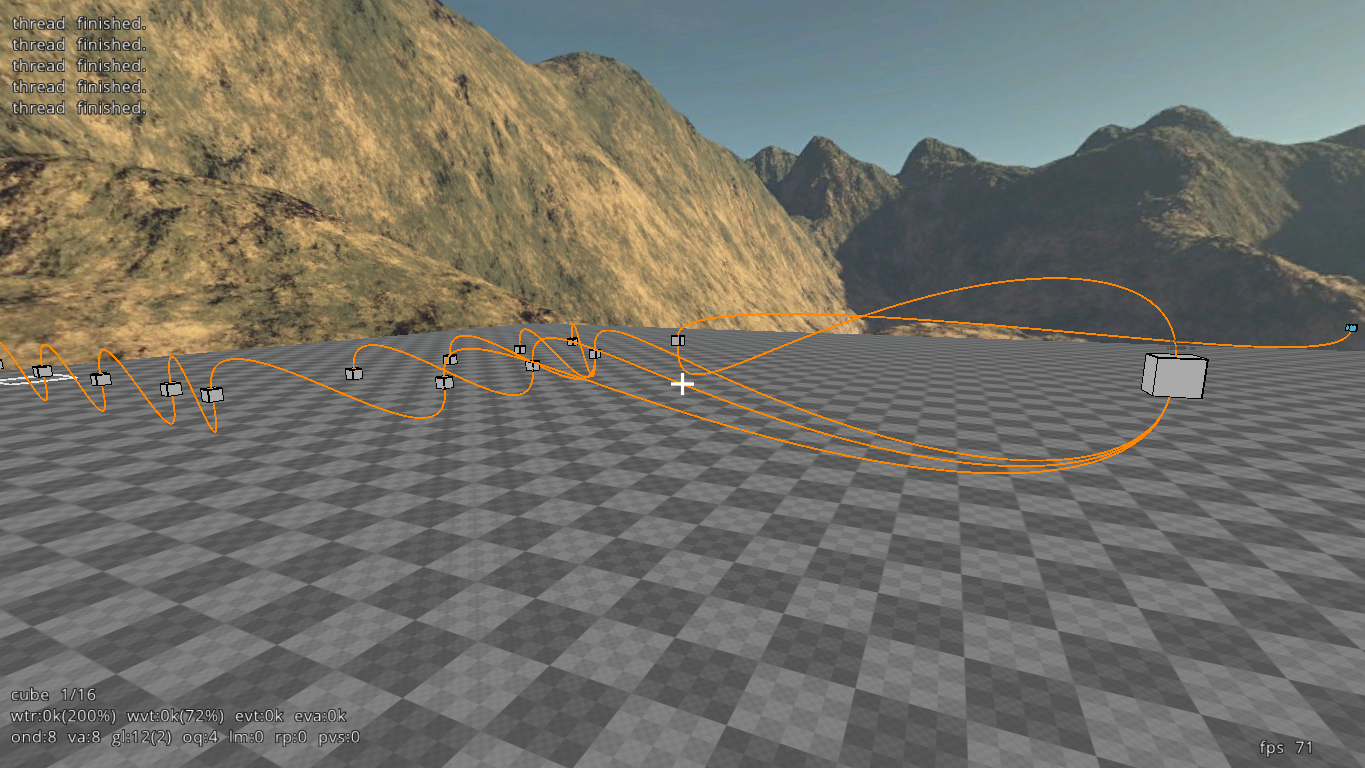 thread finished.
thread finished.
thread finished.
thread finished.
thread finished.
cube 1/16
wtr:0k(200%) wvt:0k(72%) evt:0k eva:0k
ond:8 va:8 gl:12(2) oq:4 lm:0 rp:0 pvs:0
fps 71